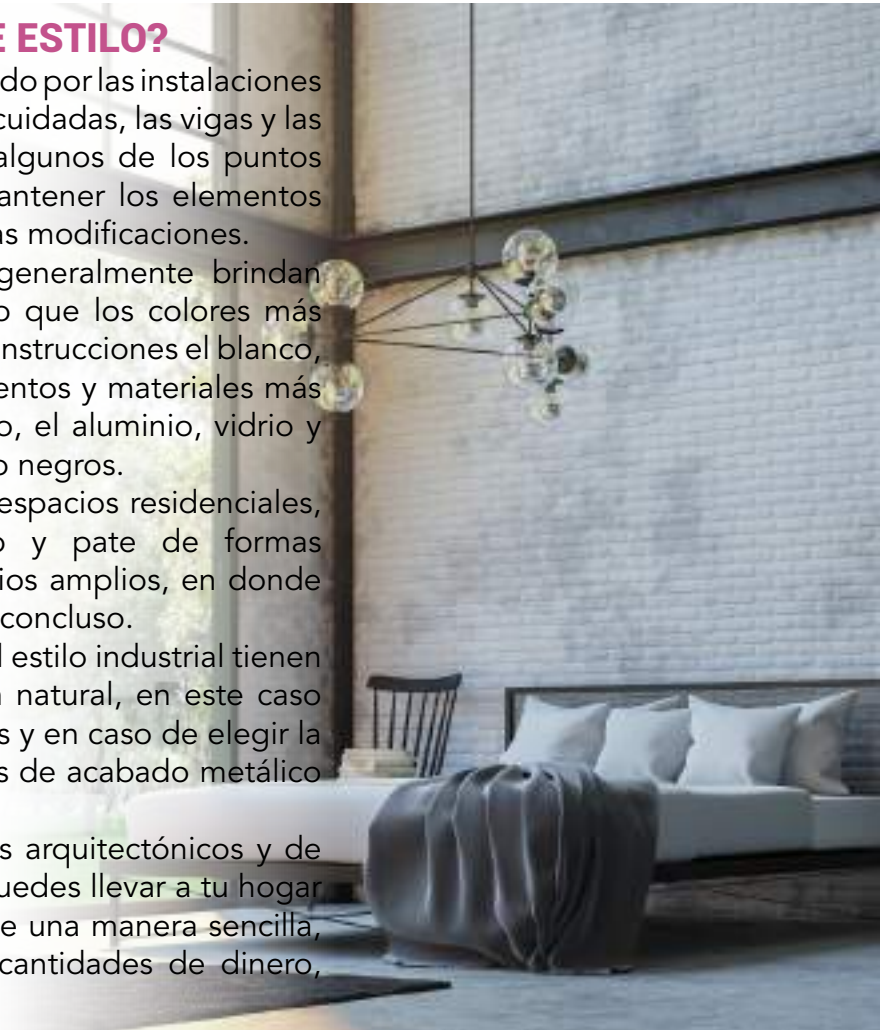 E ESTILO?
do por las instalaciones
cuidadas, las vigas y las
algunos de los puntos
antener los elementos
as modificaciones.
generalmente brindan
o que los colores más
nstrucciones el blanco,
entos y materiales más
o, el aluminio, vidrio y
o negros.
espacios residenciales,
o y pate de formas
ios amplios, en donde
concluso.
l estilo industrial tienen
a natural, en este caso
s y en caso de elegir la
s de acabado metálico
s arquitectónicos y de
uedes llevar a tu hogar
e una manera sencilla,
cantidades de dinero,